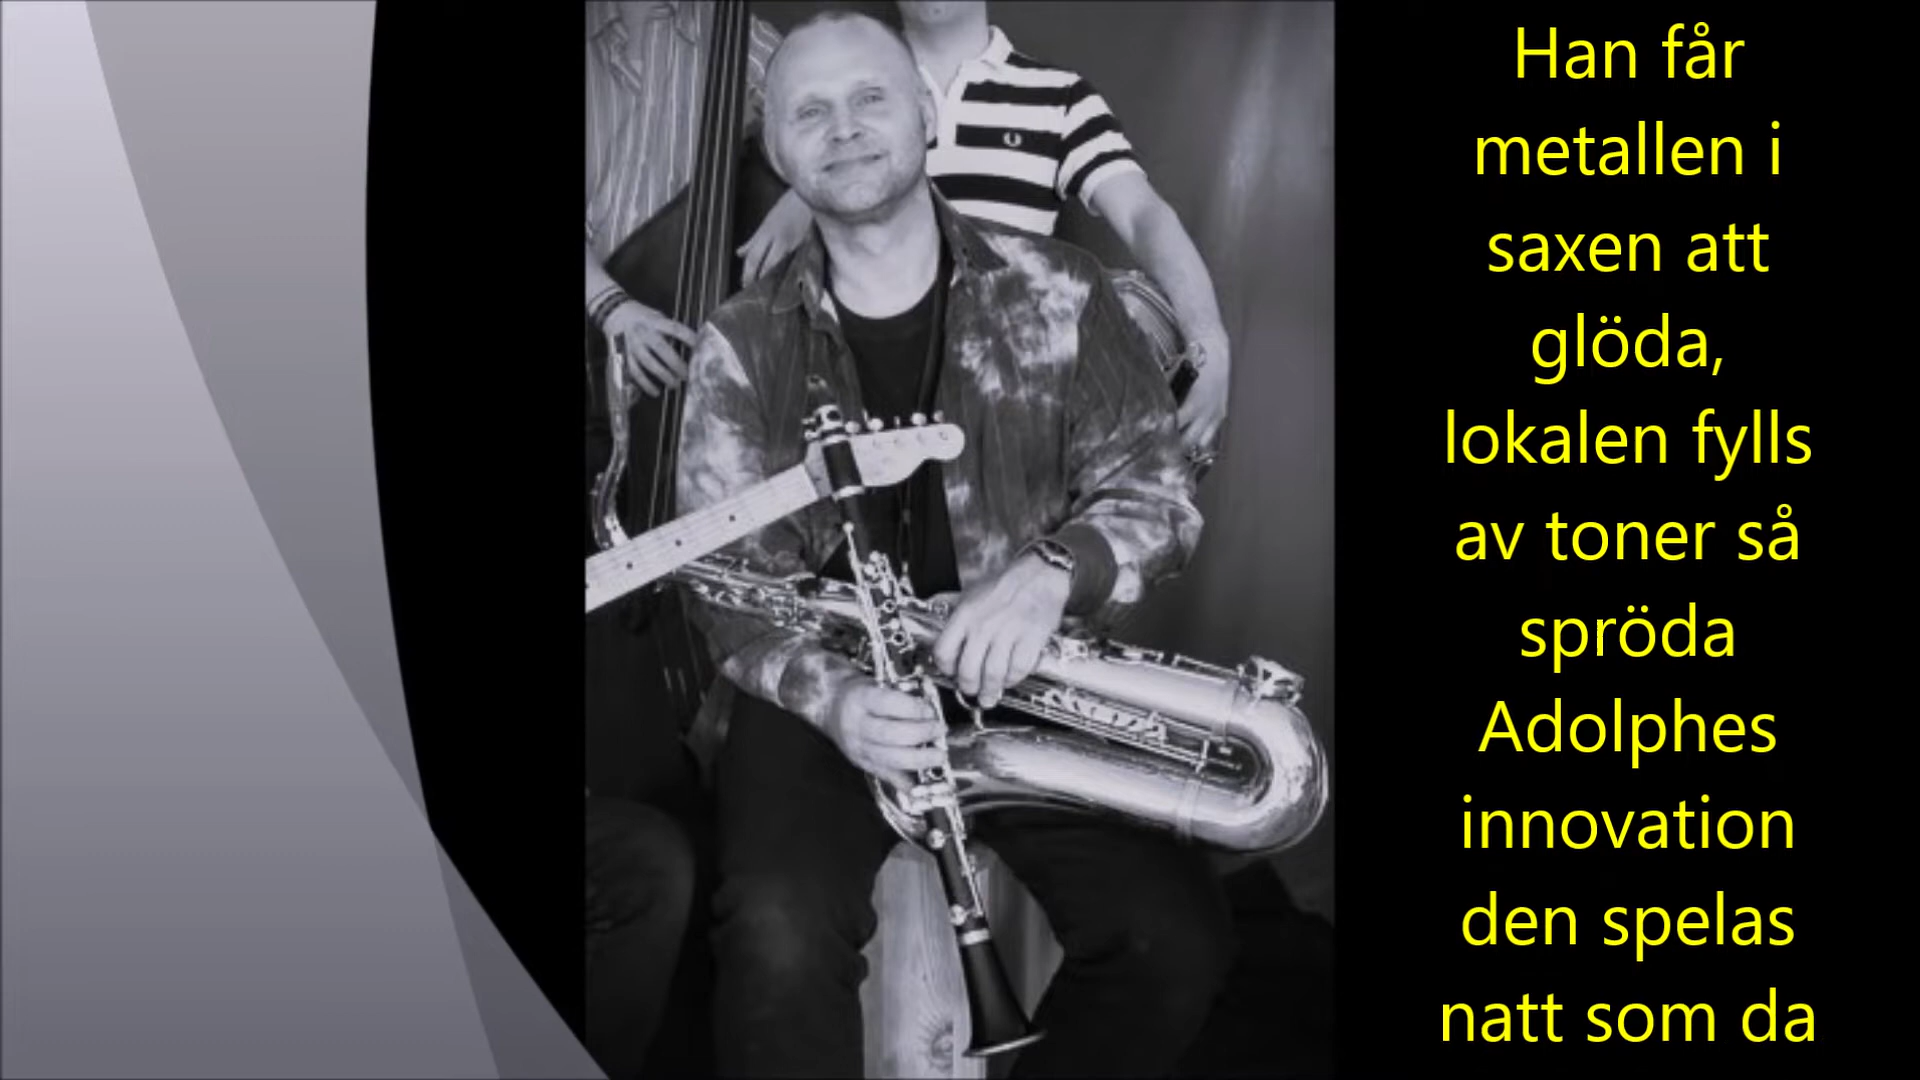 Han får
metallen i
saxen att
glöda,
lokalen fylls
av toner så
spröda
Adolphes
innovation
den spelas
natt som da